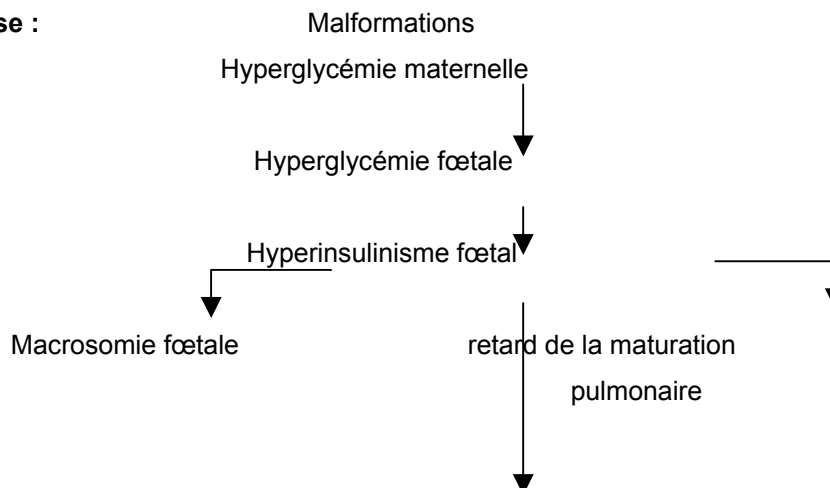 se : Malformations
Hyperglycémie maternelle
Hyperglycémie fœtale
Hyperinsulinisme fœtal
Macrosomie fœtale retard de la maturation
pulmonaire